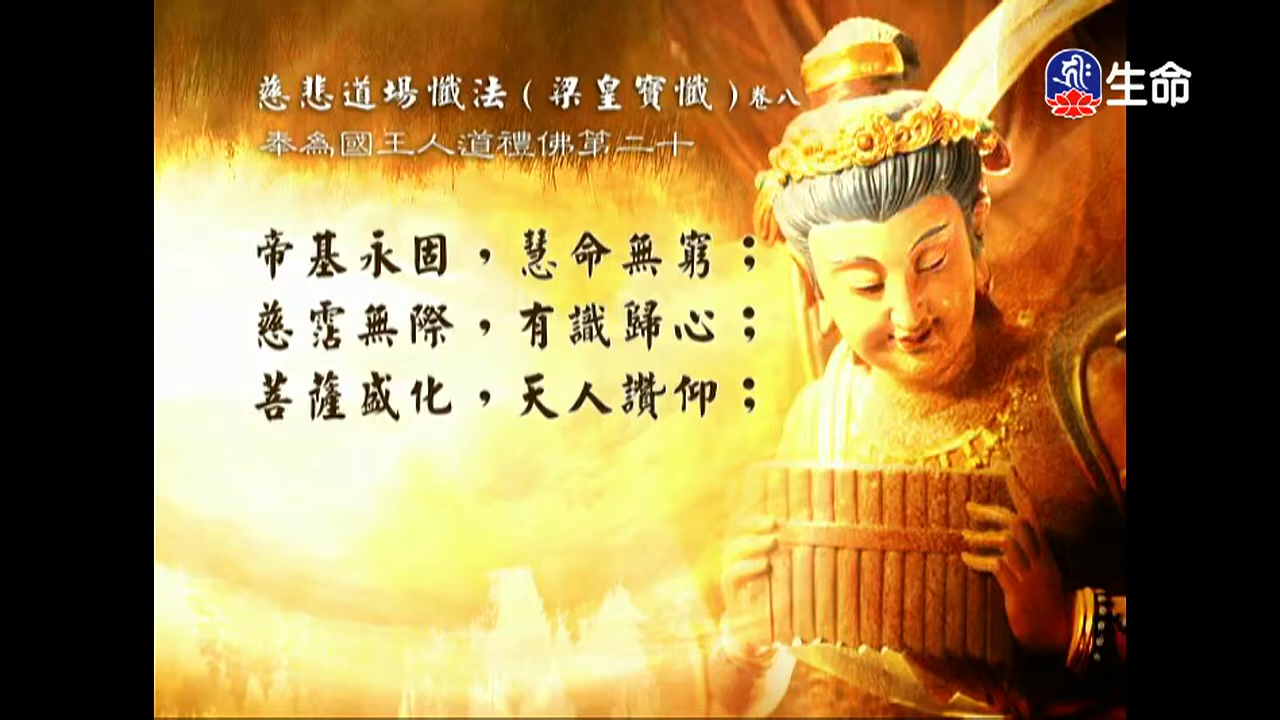 慈悲道場懺法（梁皇寶懺）卷八
奉為國王人道禮佛第二十
生命
帝基永固，慧命無窮；
慈霑無際，有識歸心；
菩薩盛化，天人讚仰；